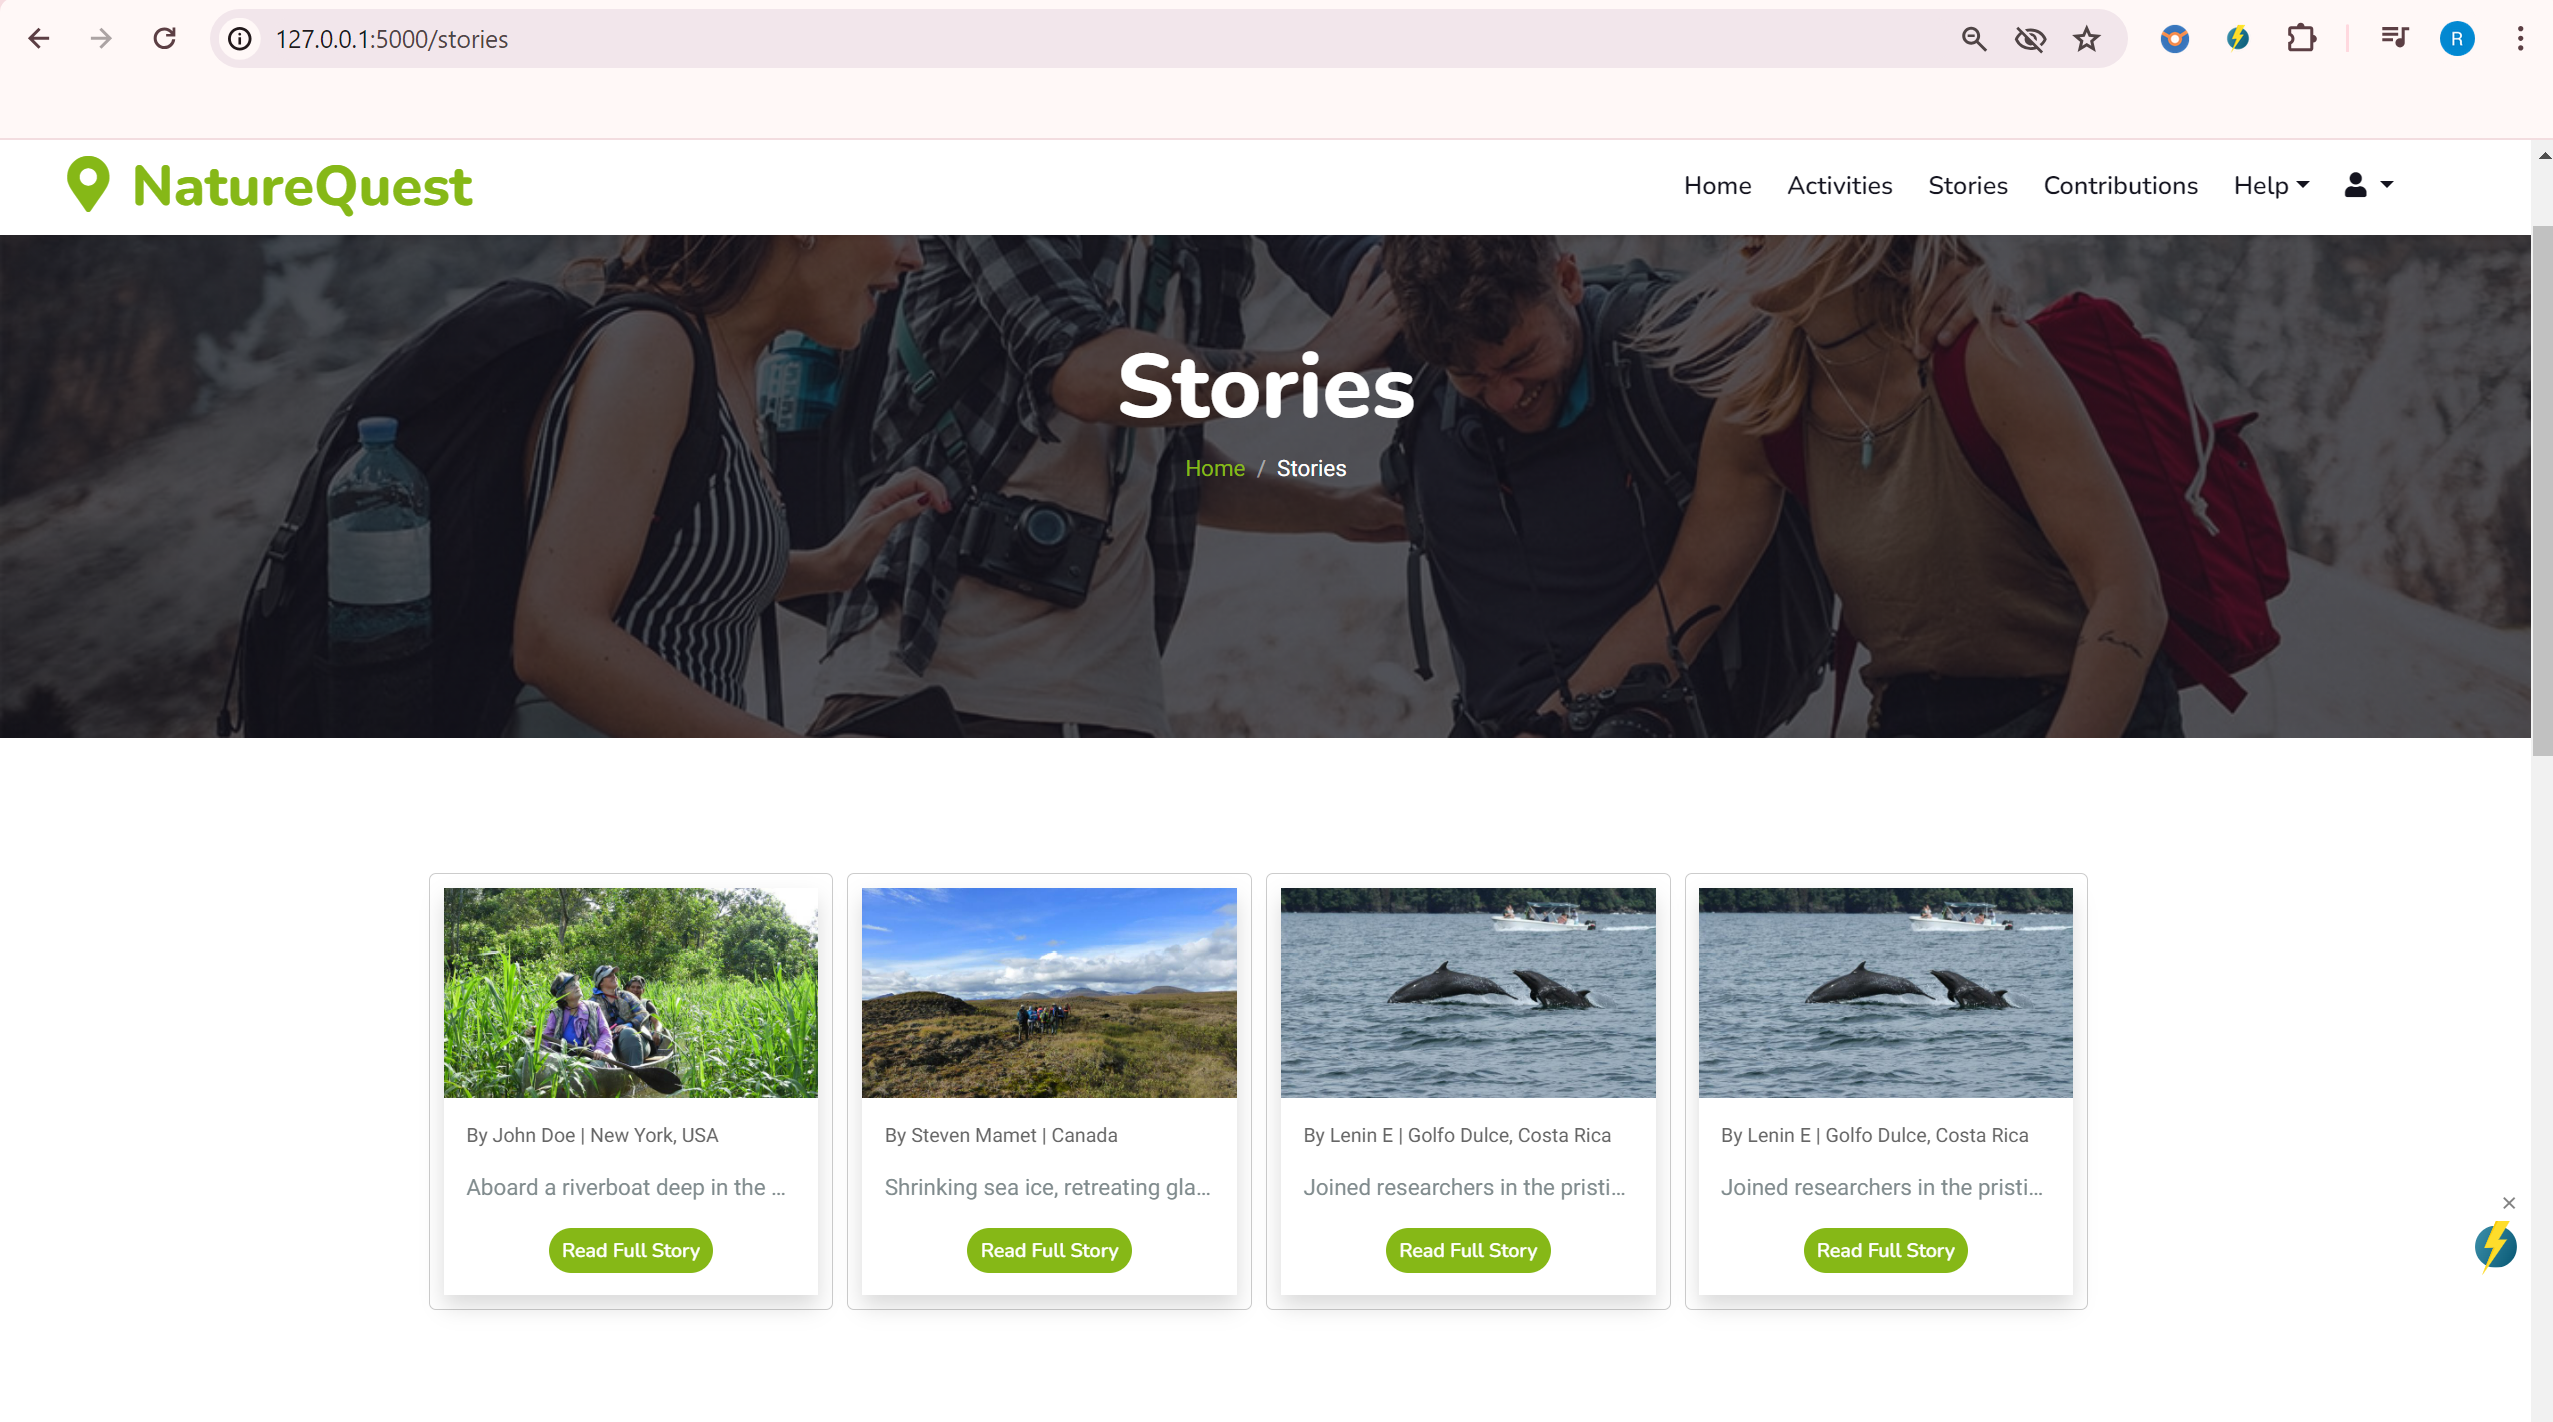 127.0.0.1:5000/stories
R
NatureQuest
Home
Activities
Stories
Contributions
Help
Stories
Home / Stories
By John Doe | New York, USA
Aboard a riverboat deep in the ...
Read Full Story
By Steven Mamet | Canada
Shrinking sea ice, retreating gla...
Read Full Story
By Lenin E | Golfo Dulce, Costa Rica
Joined researchers in the pristi...
Read Full Story
By Lenin E | Golfo Dulce, Costa Rica
Joined researchers in the pristi...
Read Full Story